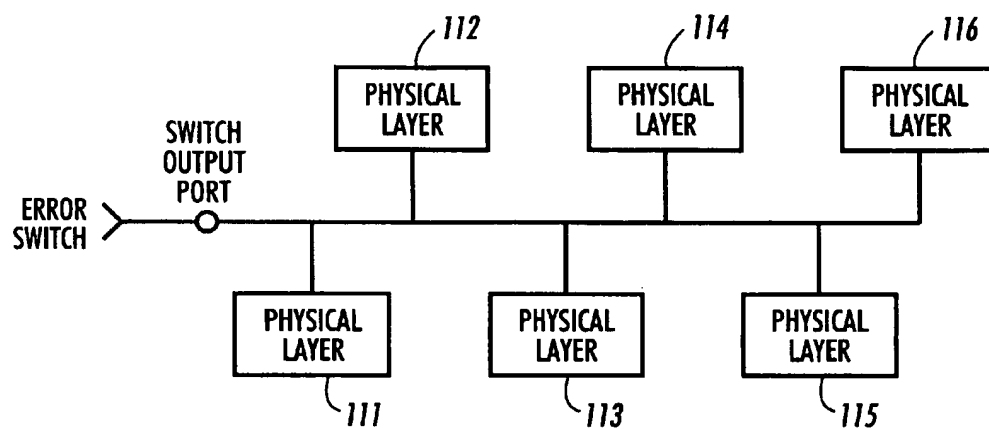 112
114
116
PHYSICAL
LAYER
PHYSICAL
LAYER
PHYSICAL
LAYER
SWITCH
OUTPUT
PORT
ERROR
SWITCH
PHYSICAL
LAYER
PHYSICAL
LAYER
PHYSICAL
LAYER
111
113
115